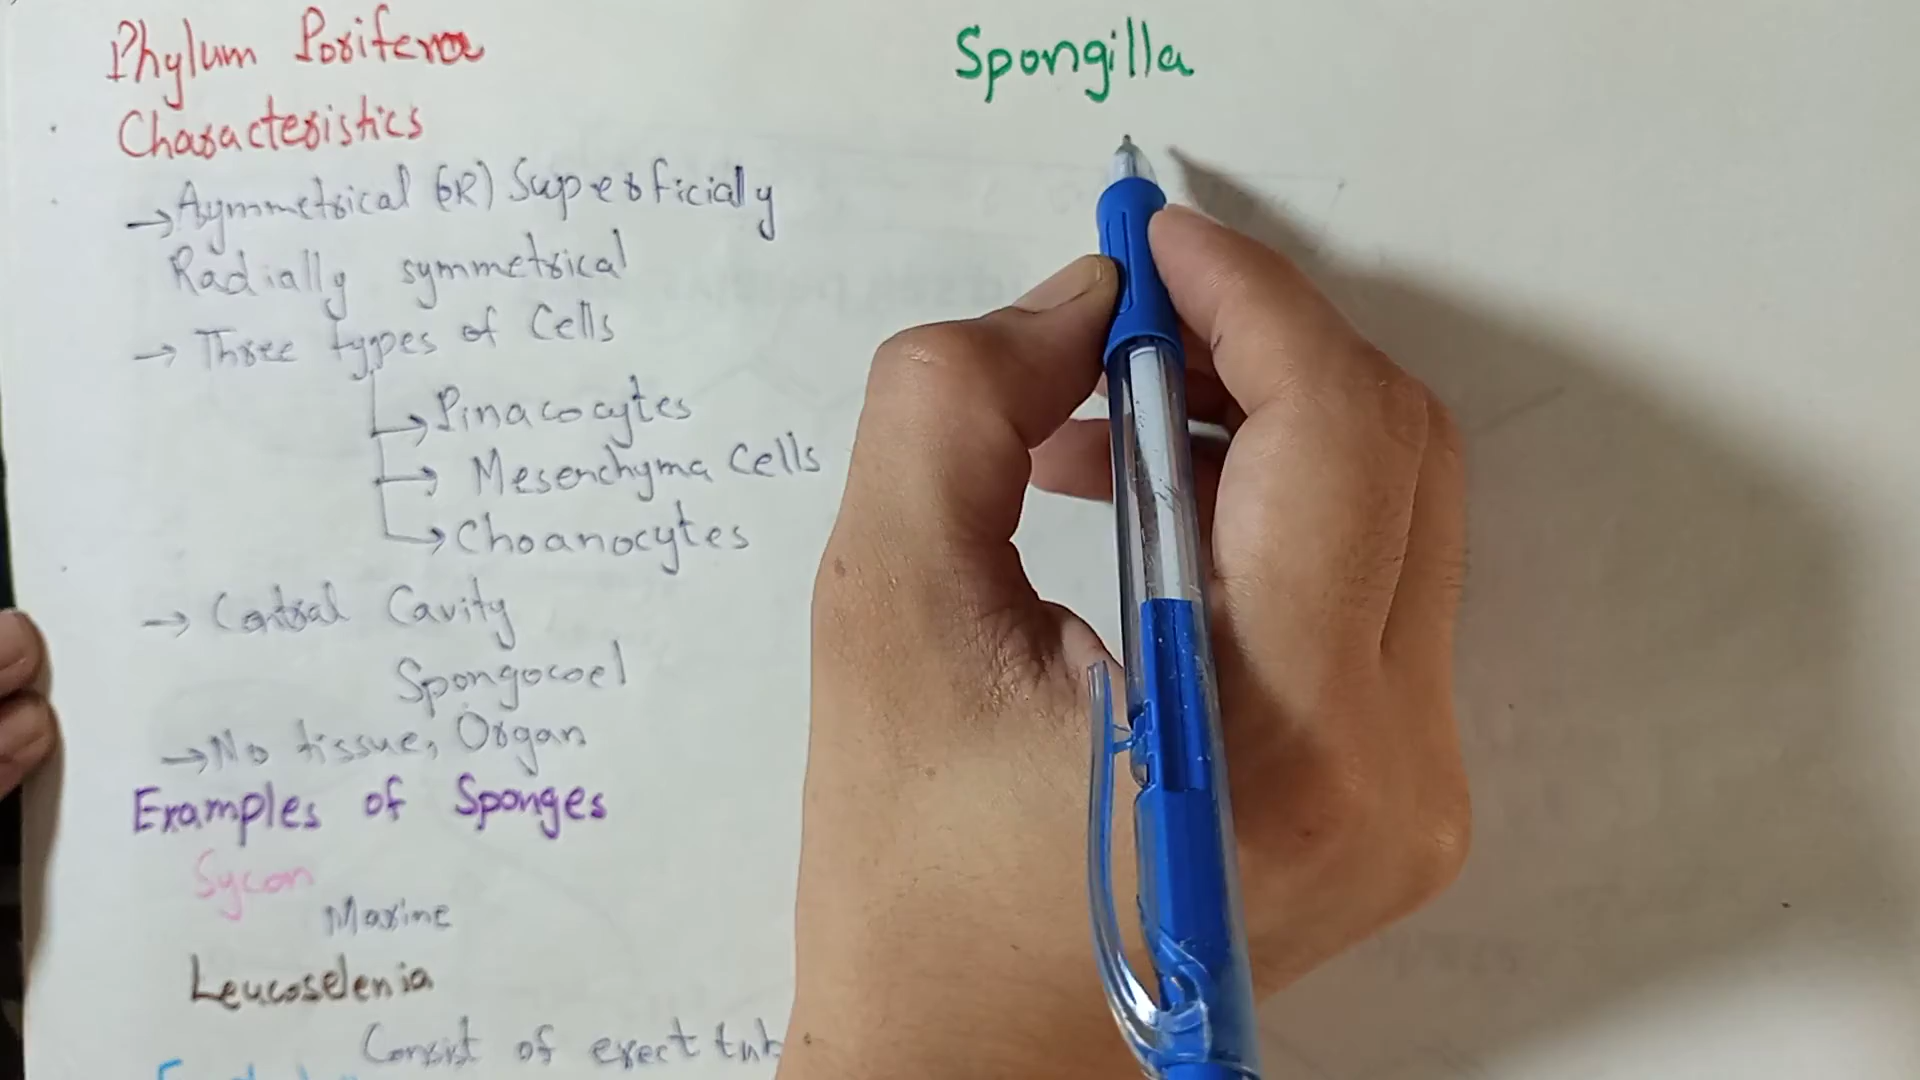 Phylum Porifera
Characteristics
→ Asymmetrical (OR) Superficially
Radially symmetrical
→ Three types of Cells
→ Pinacocytes
→ Mesenchyma Cells
→ Choanocytes
→ Central Cavity
Spongocoel
→ No tissue, Organ
Examples of Sponges
Sycon
Marine
Leucoselenia
Consist of erect
Spongilla